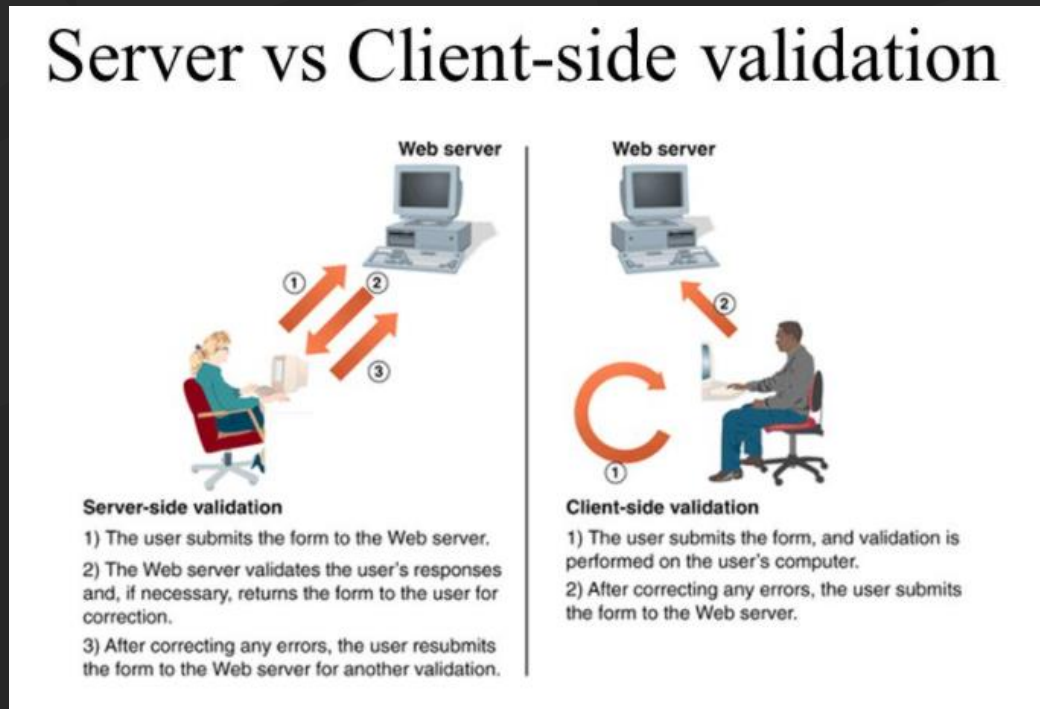 Server vs Client-side validation
Web server
1
2
3
Server-side validation
1) The user submits the form to the Web server.
2) The Web server validates the user's responses
and, if necessary, returns the form to the user for
correction.
3) After correcting any errors, the user resubmits
the form to the Web server for another validation.
Web server
2
1
Client-side validation
1) The user submits the form, and validation is
performed on the user's computer.
2) After correcting any errors, the user submits
the form to the Web server.